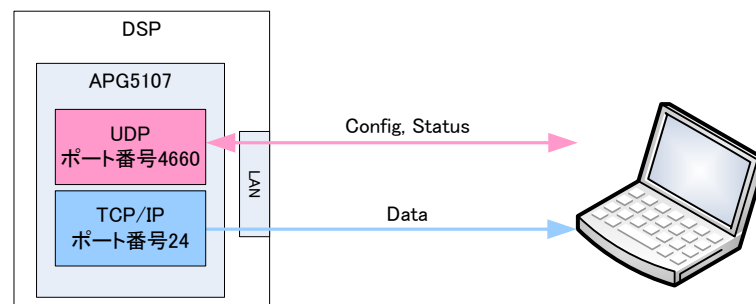 DSP
APG5107
UDP
ポート番号4660
Config, Status
LAN
TCP/IP
ポート番号24
Data